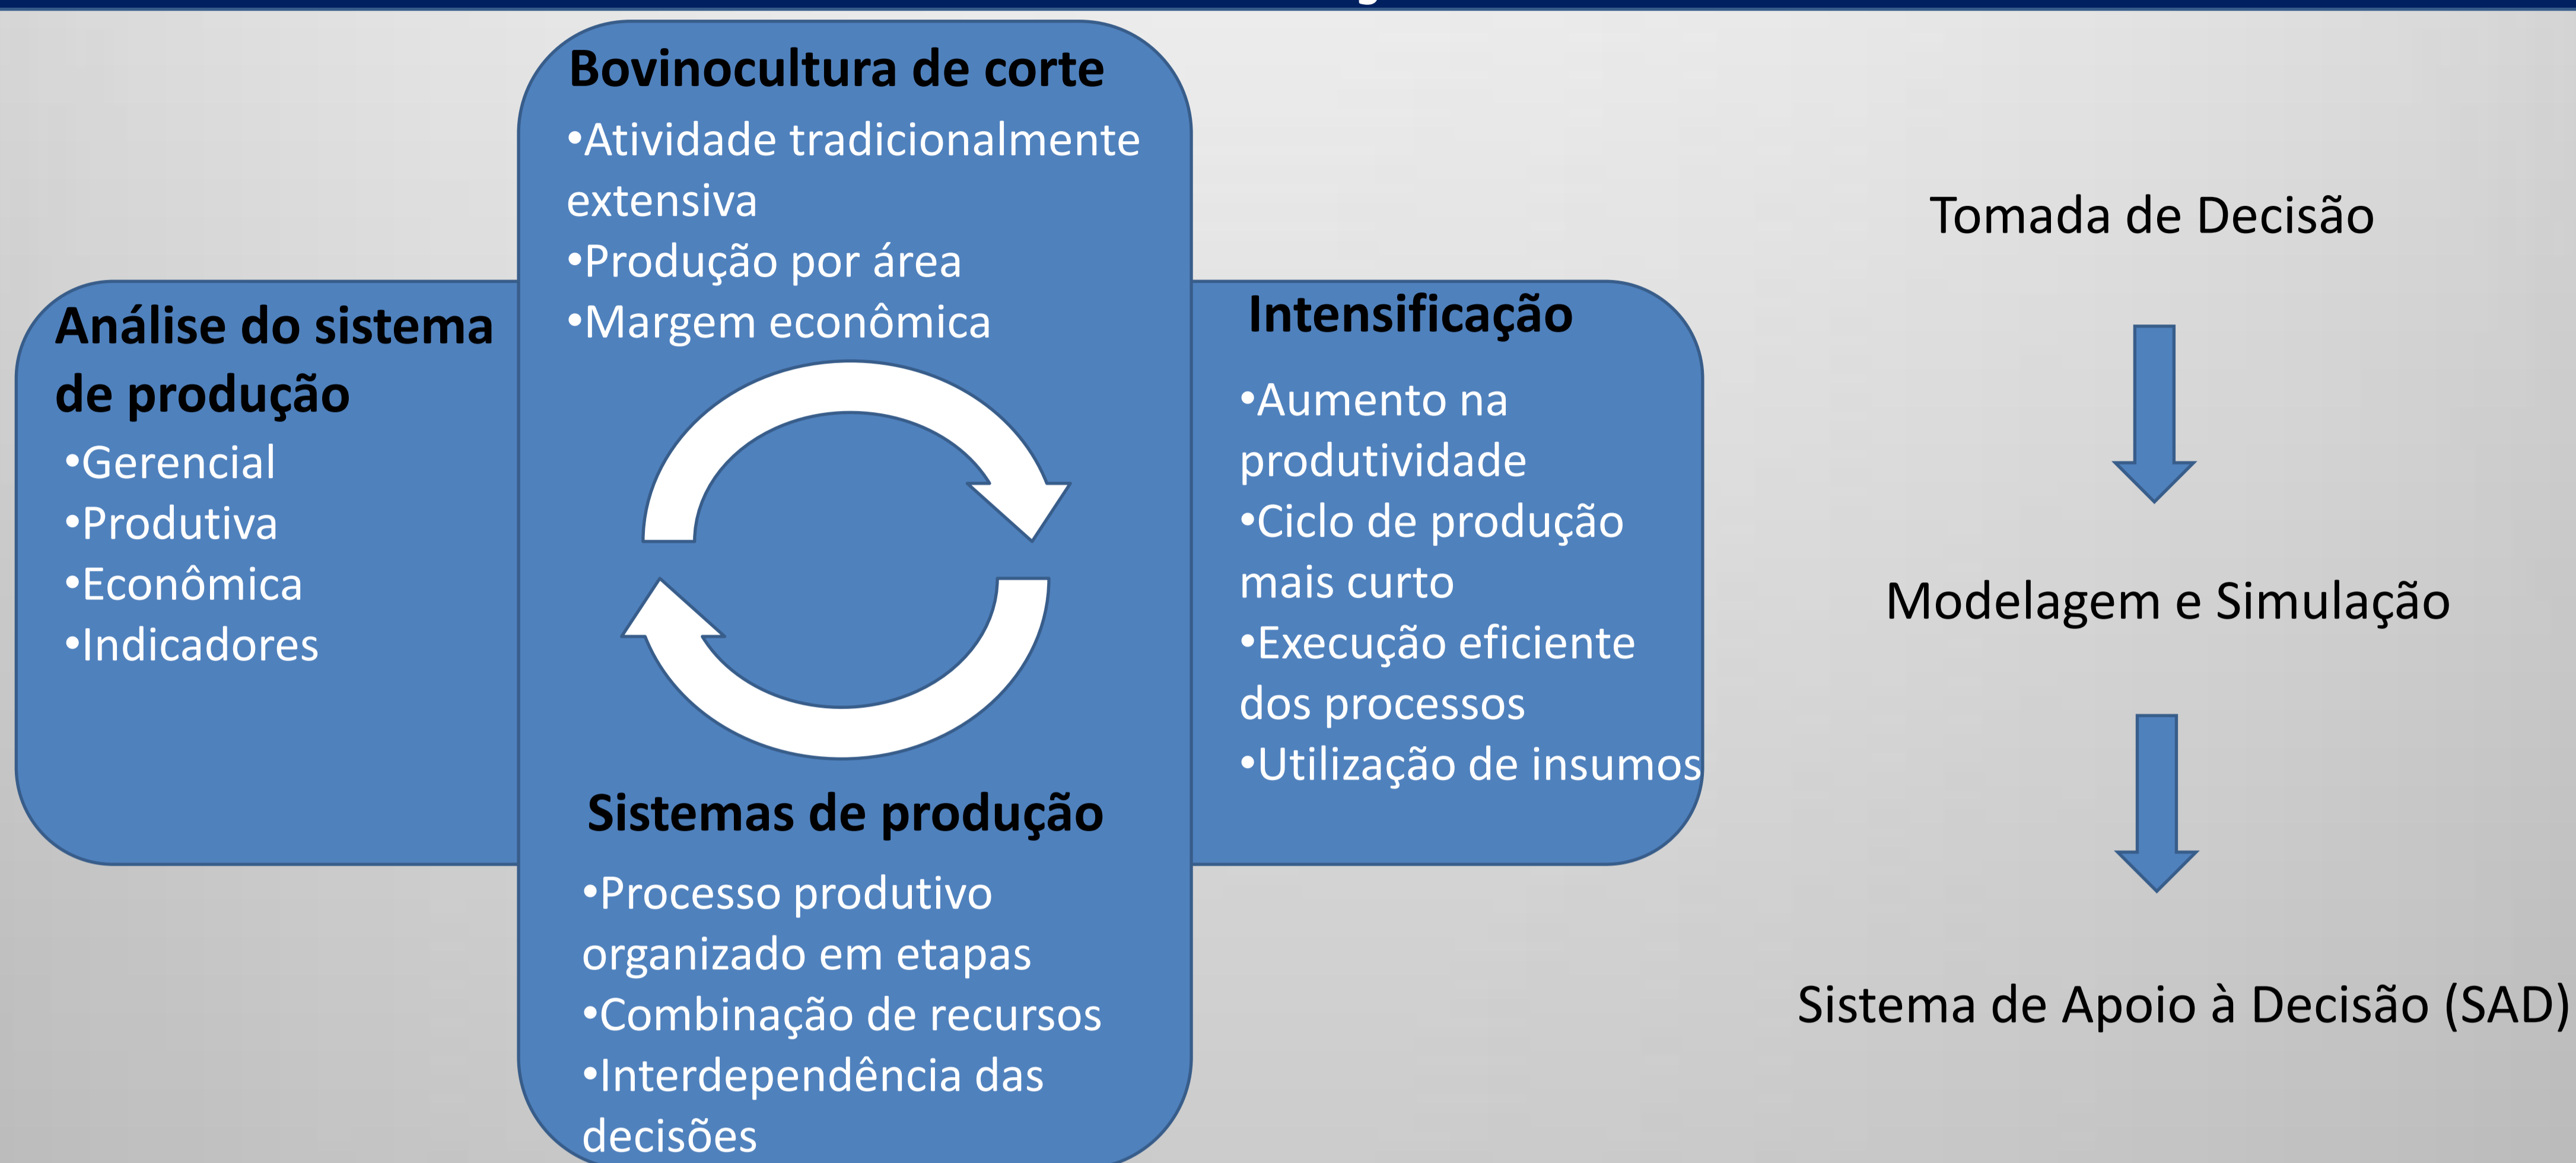 Bovinocultura de corte
•Atividade tradicionalmente
extensiva
•Produção por área
•Margem econômica
Análise do sistema
de produção
•Gerencial
•Produtiva
•Econômica
•Indicadores
Intensificação
•Aumento na
produtividade
•Ciclo de produção
mais curto
•Execução eficiente
dos processos
•Utilização de insumos
Sistemas de produção
•Processo produtivo
organizado em etapas
•Combinação de recursos
•Interdependência das
decisões
Tomada de Decisão
Modelagem e Simulação
Sistema de Apoio à Decisão (SAD)